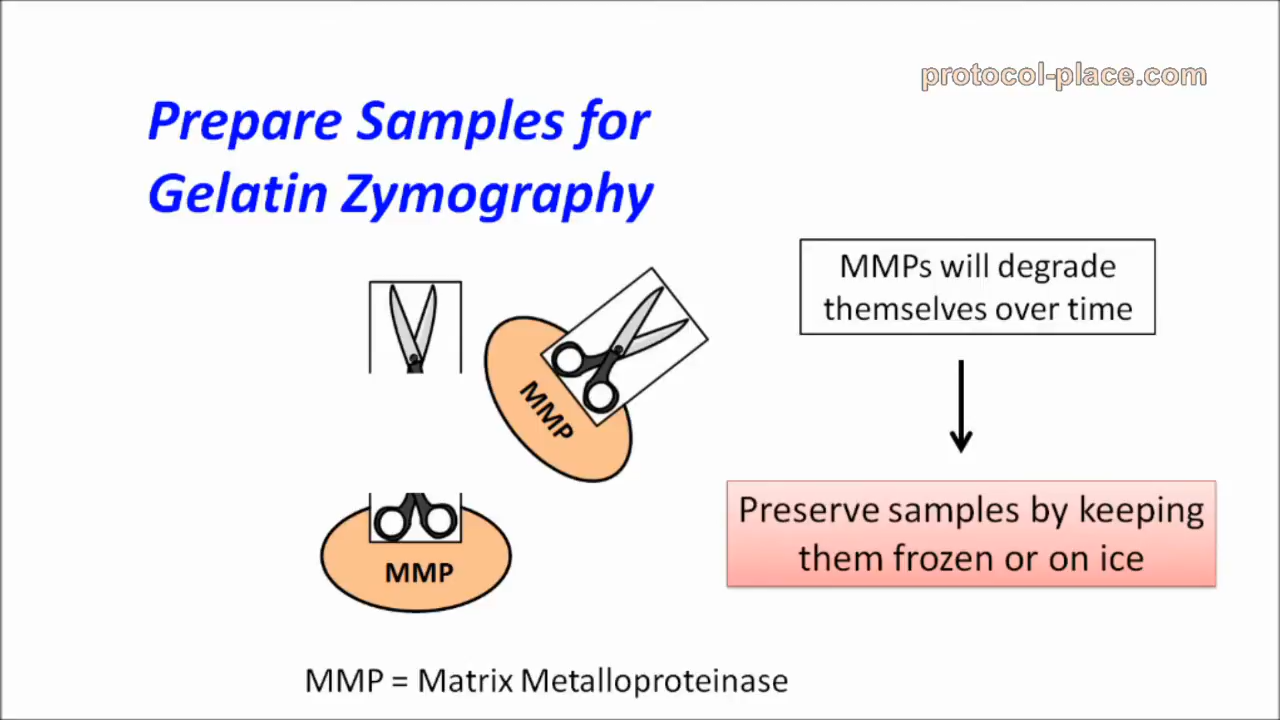 protocol-place.com
Prepare Samples for
Gelatin Zymography
MMPs will degrade
themselves over time
MMP
Preserve samples by keeping
them frozen or on ice
MMP
MMP = Matrix Metalloproteinase